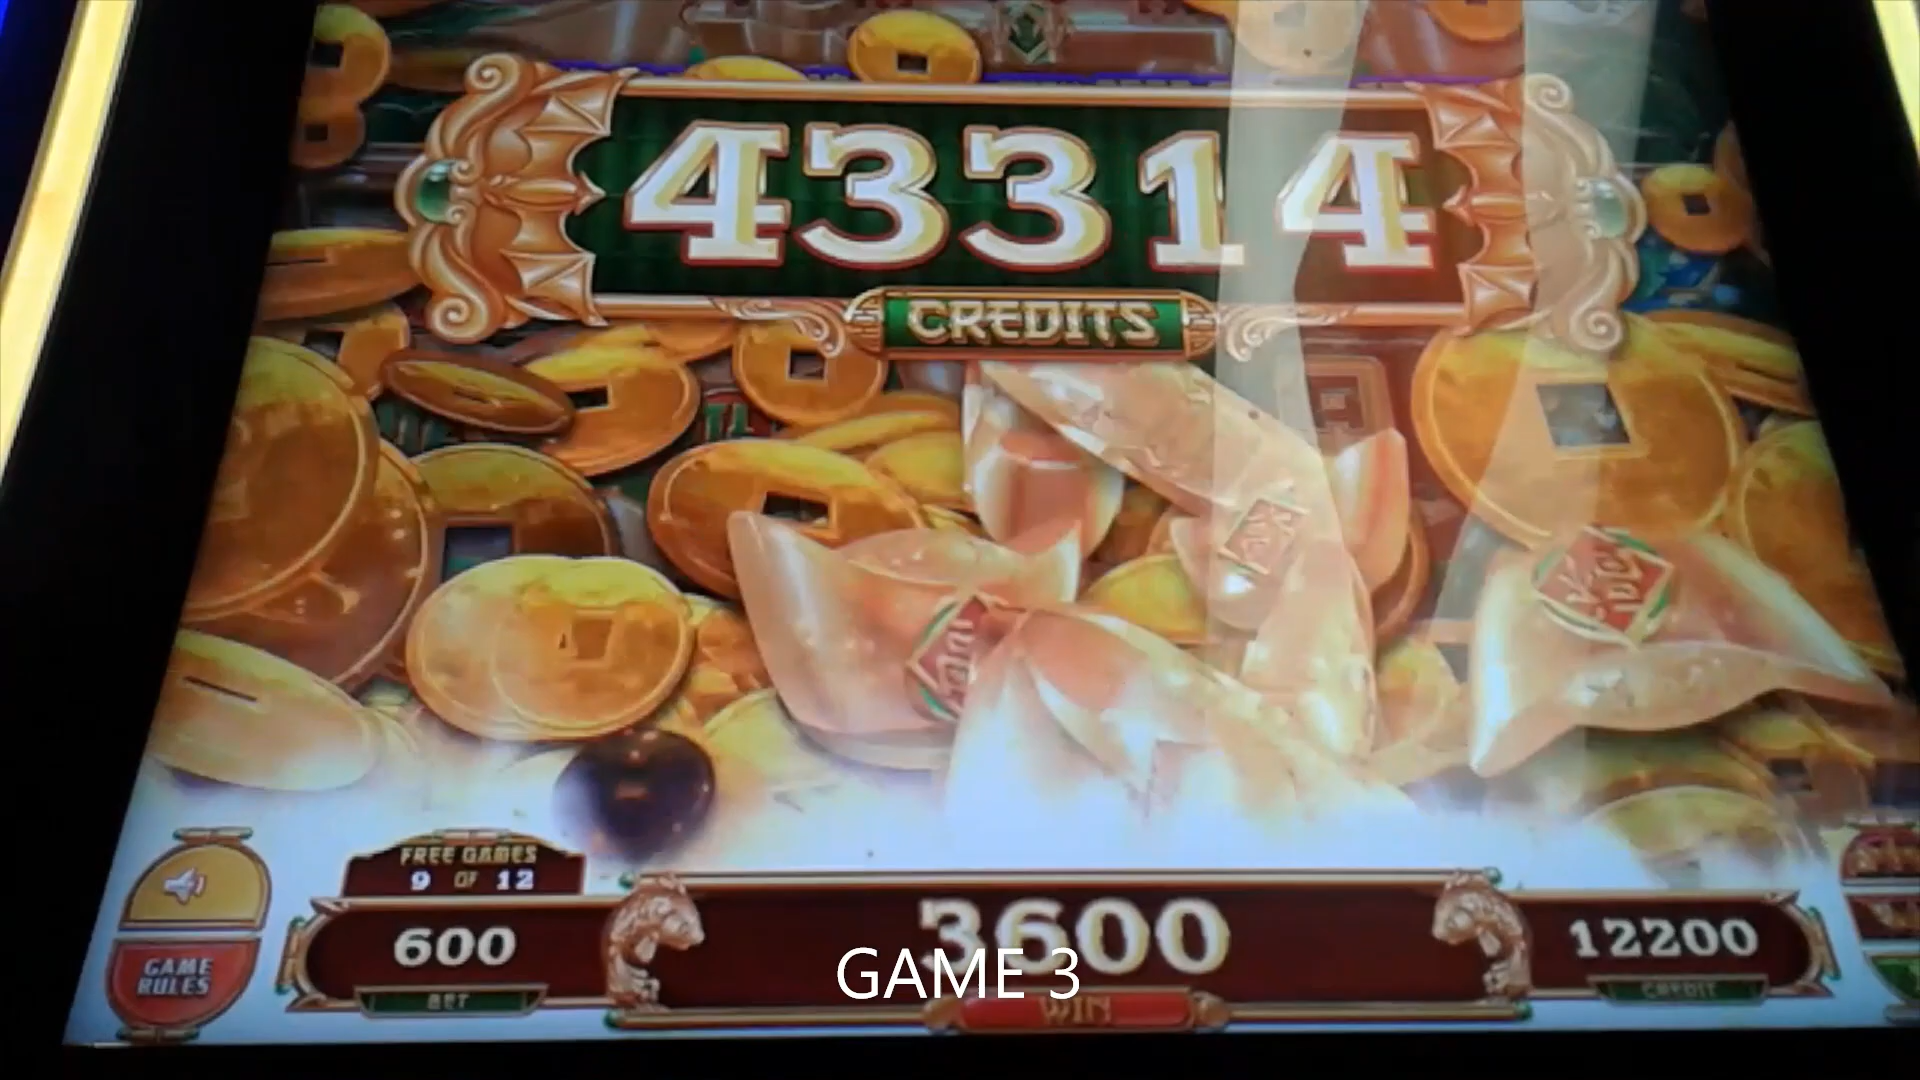 43314
CREDITS
FREE GAMES
9 OF 12
600
BET
3600
WIN
12200
CREDIT
GAME
RULES
GAME 3